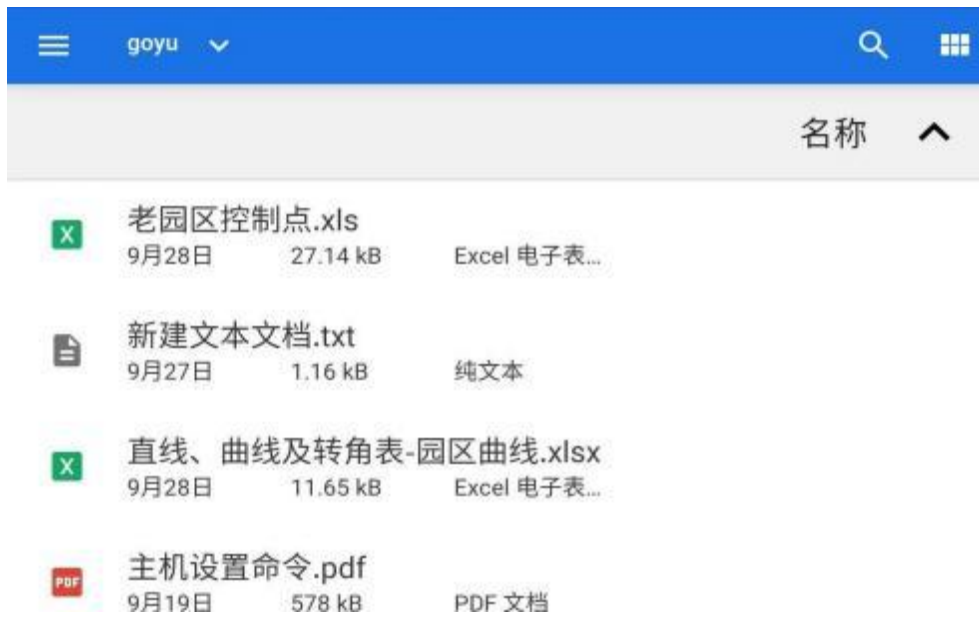 goyu
名称
老园区控制点.xls
9月28日 27.14 kB Excel 电子表…
新建文本文档.txt
9月27日 1.16 kB 纯文本
直线、曲线及转角表-园区曲线.xlsx
9月28日 11.65 kB Excel 电子表…
主机设置命令.pdf
9月19日 578 kB PDF 文档